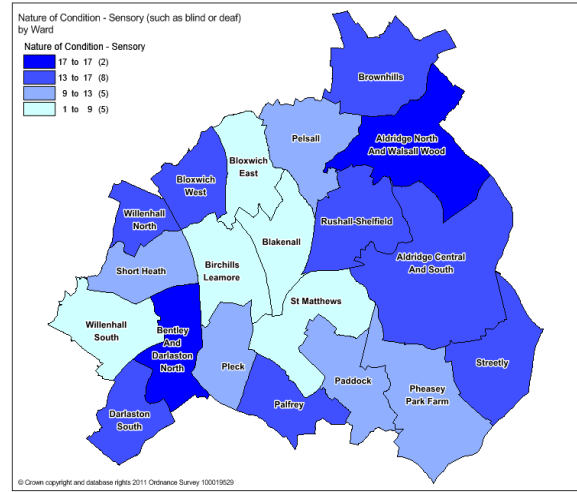 Nature of Condition - Sensory (such as blind or deaf)
by Ward
Nature of Condition - Sensory
17 to 17 (2)
13 to 17 (8)
9 to 13 (5)
1 to 9 (5)
Brownhills
Pelsall
Aldridge North
And Walsall Wood
Bloxwich
East
Bloxwich
West
Willenhall
North
Rushall-Shelfield
Blakenall
Short Heath
Birchills
Leamore
Aldridge Central
And South
St Matthews
Willenhall
South
Bentley
And
Darlaston
North
Pleck
Streetly
Paddock
Pheasey
Park Farm
Palfrey
Darlaston
South
© Crown copyright and database rights 2011 Ordnance Survey 100019529